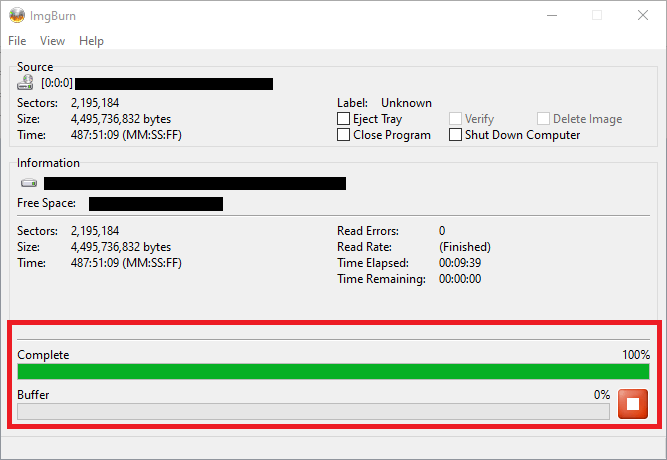 ImgBurn
File View Help
Source
[0:0:0]
Sectors: 2,195,184
Size: 4,495,736,832 bytes
Time: 487:51:09 (MM:SS:FF)
Label: Unknown
Eject Tray Verify Delete Image
Close Program Shut Down Computer
Information
Free Space:
Sectors: 2,195,184
Size: 4,495,736,832 bytes
Time: 487:51:09 (MM:SS:FF)
Read Errors: 0
Read Rate: (Finished)
Time Elapsed: 00:09:39
Time Remaining: 00:00:00
Complete 100%
Buffer 0%